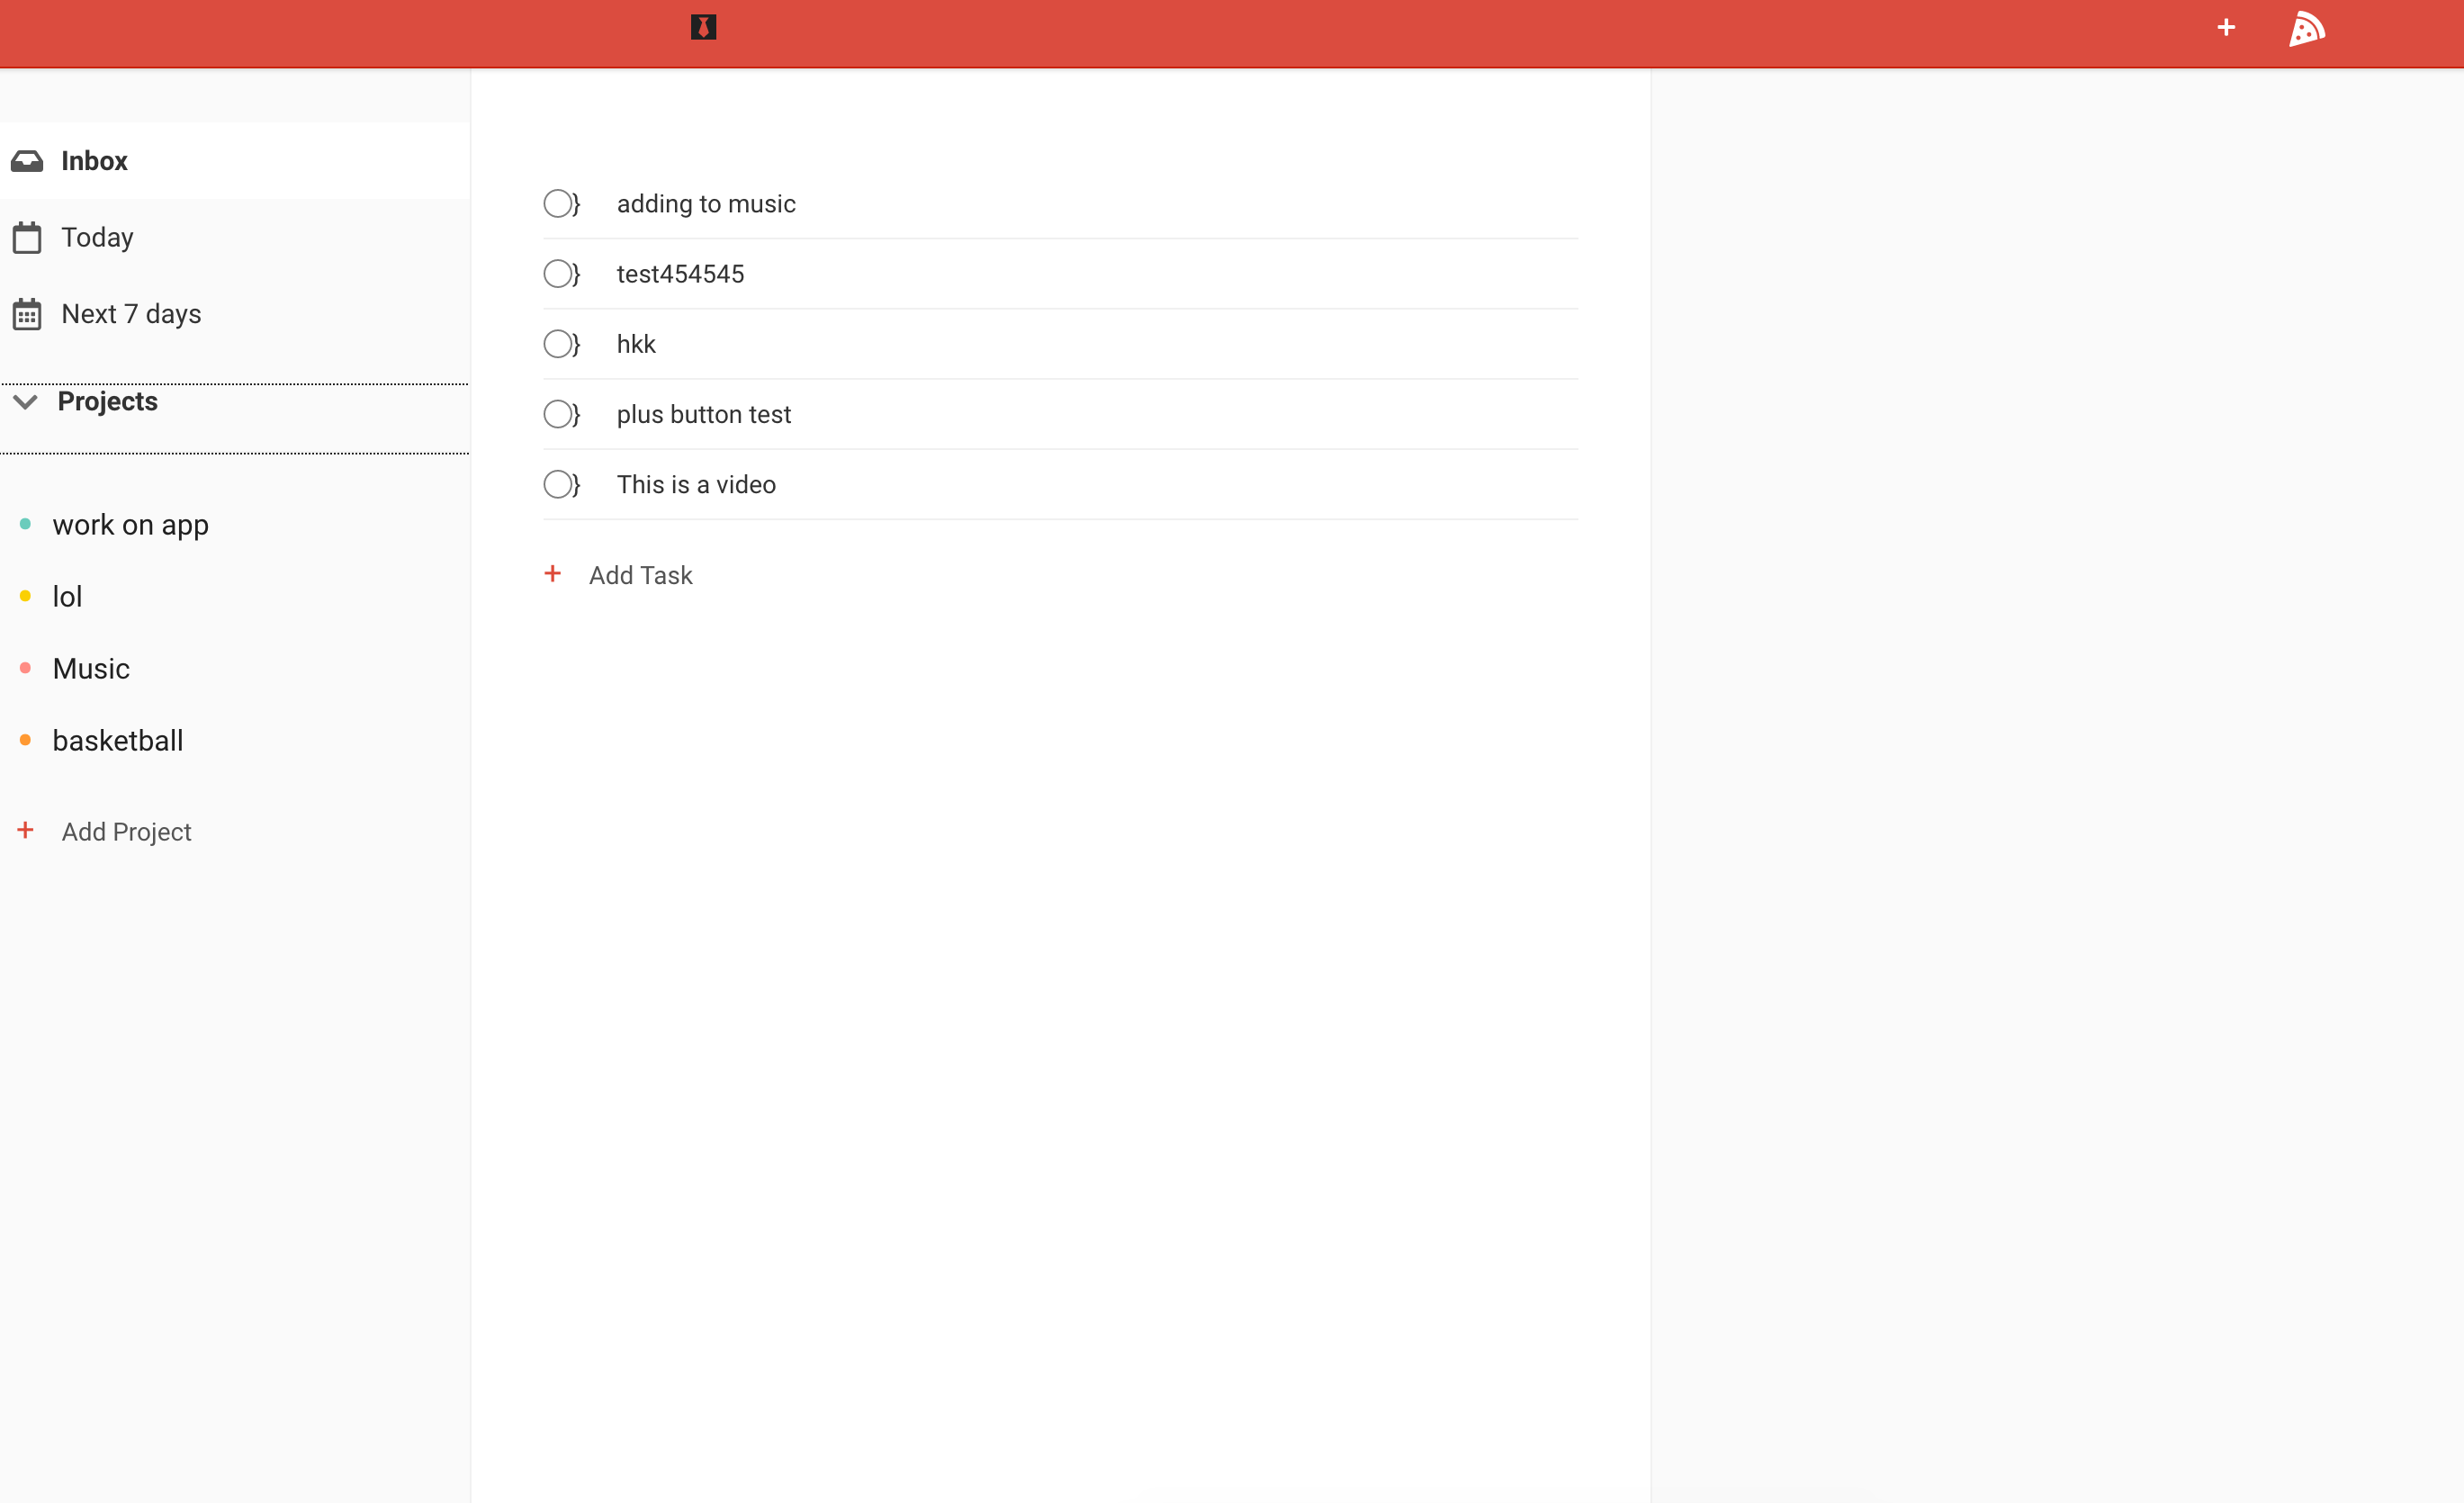 Inbox
Today
Next 7 days
Projects
work on app
lol
Music
basketball
+ Add Project
} adding to music
} test454545
} hkk
} plus button test
} This is a video
+ Add Task
+